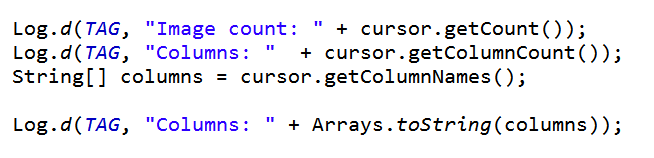 Log.d(TAG, "Image count: " + cursor.getCount());
Log.d(TAG, "Columns: "  + cursor.getColumnCount());
String[] columns = cursor.getColumnNames();

Log.d(TAG, "Columns: " + Arrays.toString(columns));